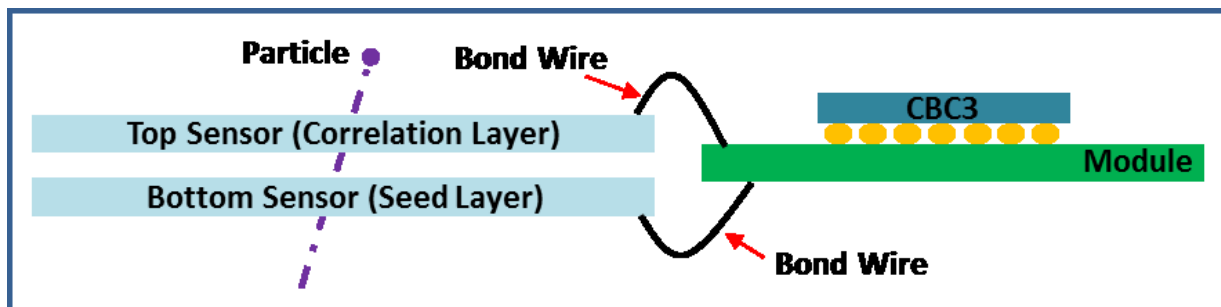 Particle
Bond Wire
CBC3
Top Sensor (Correlation Layer)
Module
Bottom Sensor (Seed Layer)
Bond Wire